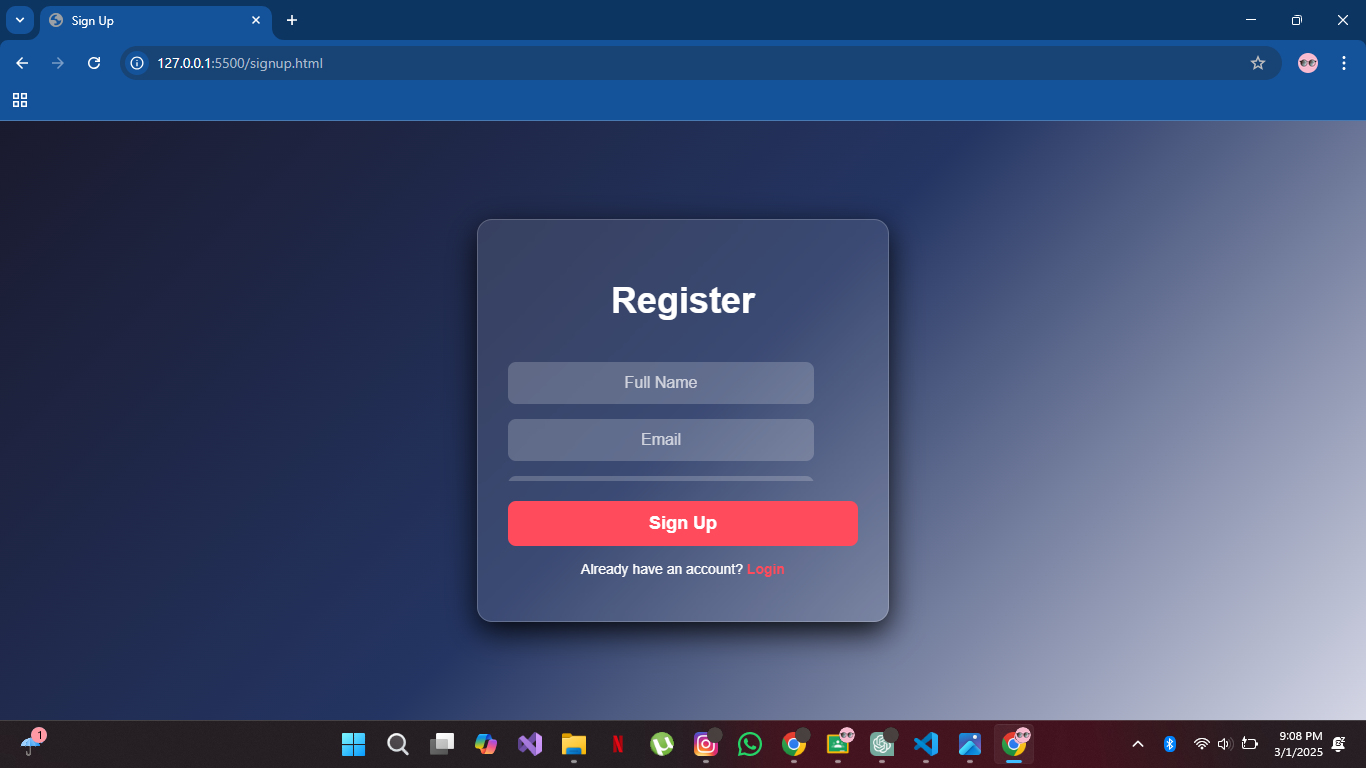 Sign Up
127.0.0.1:5500/signup.html
Register
Full Name
Email
Sign Up
Already have an account? Login
1
9:08 PM
3/1/2025